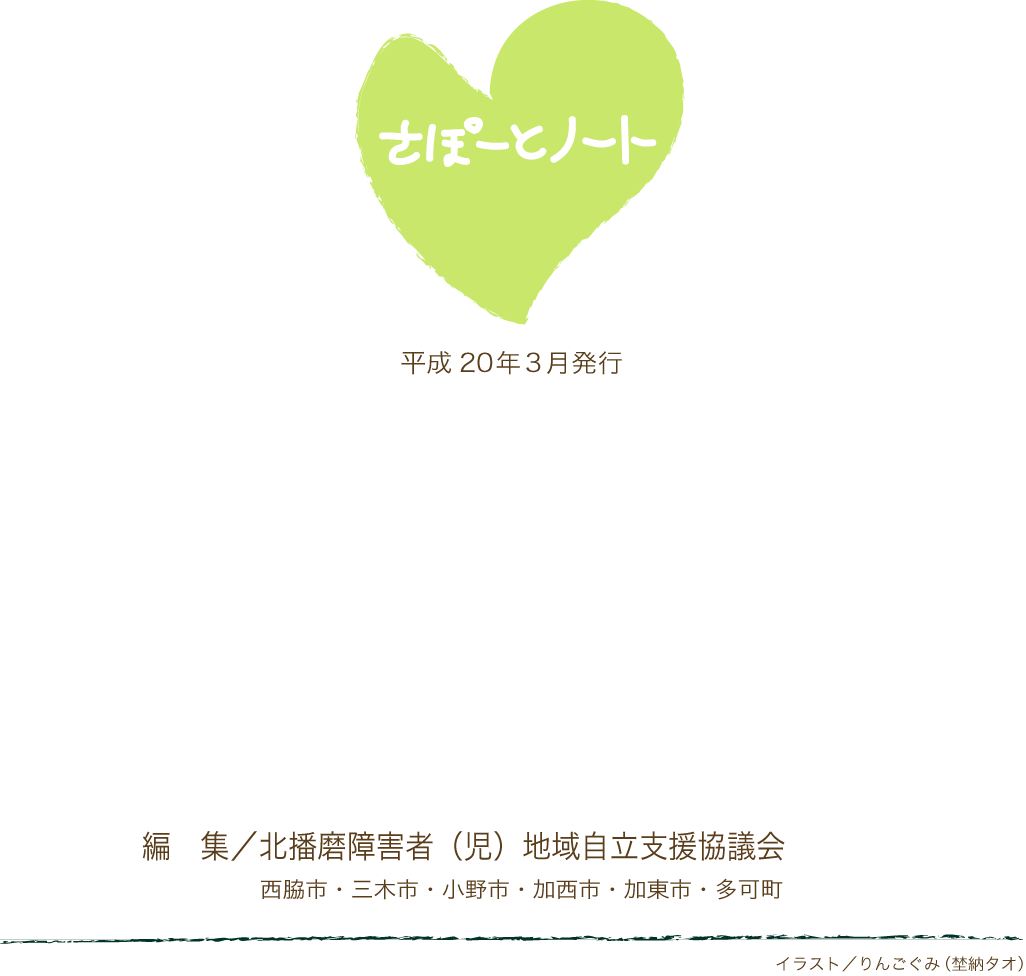 さぽーとノート
平成20年3月発行
編　集／北播磨障害者（児）地域自立支援協議会
西脇市・三木市・小野市・加西市・加東市・多可町
イラスト／りんごぐみ（埜納タオ）